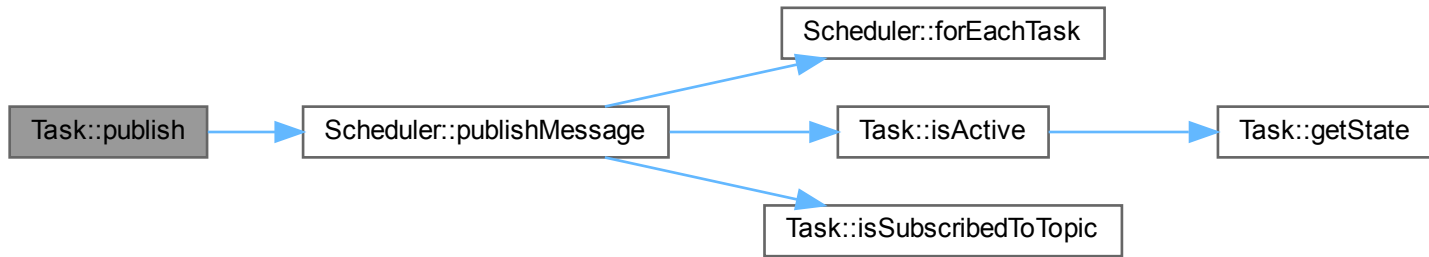 Scheduler::forEachTask
Task::publish
Scheduler::publishMessage
Task::isActive
Task::getState
Task::isSubscribedToTopic